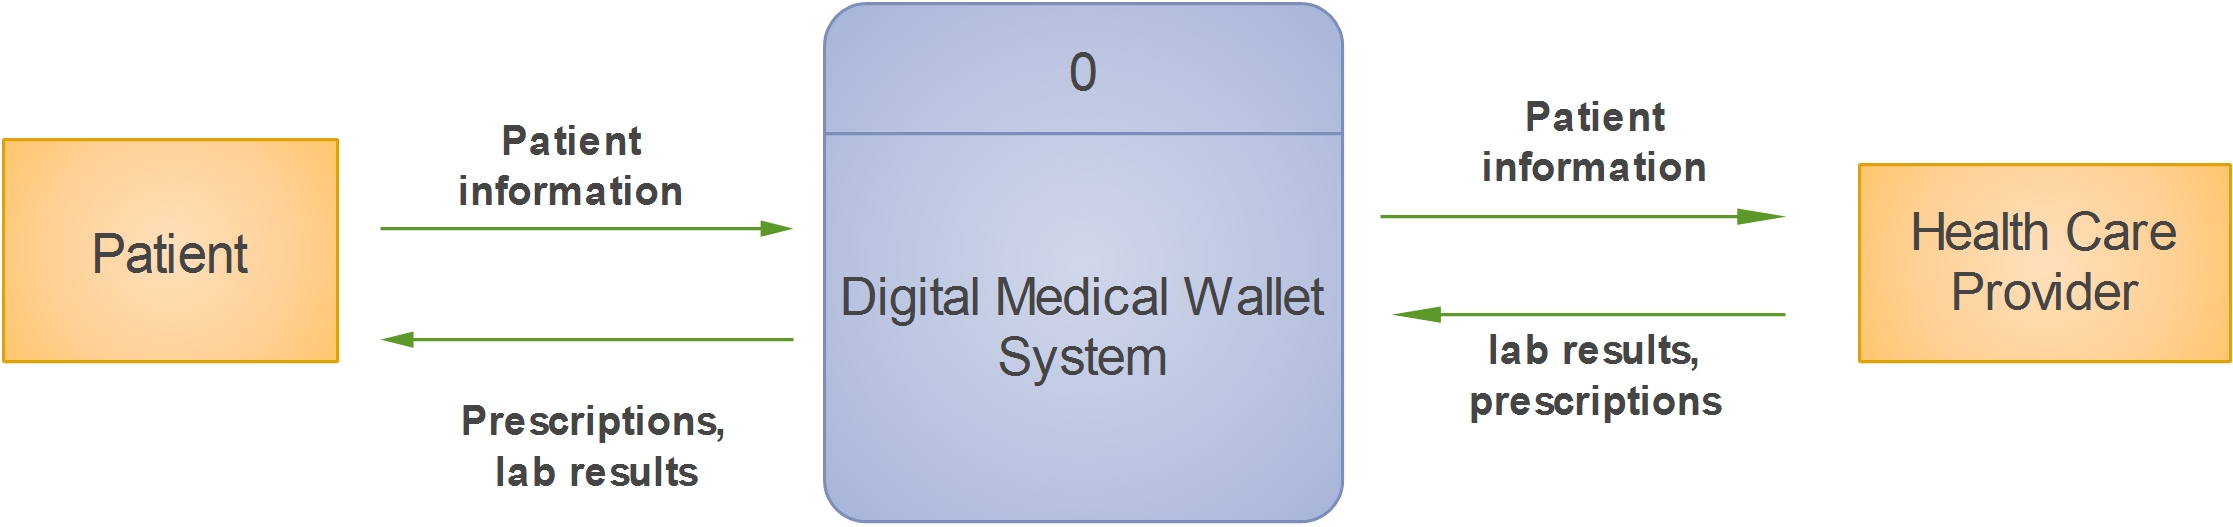 Patient
Patient
information
Prescriptions,
lab results
0
Digital Medical Wallet
System
Patient
information
lab results,
prescriptions
Health Care
Provider